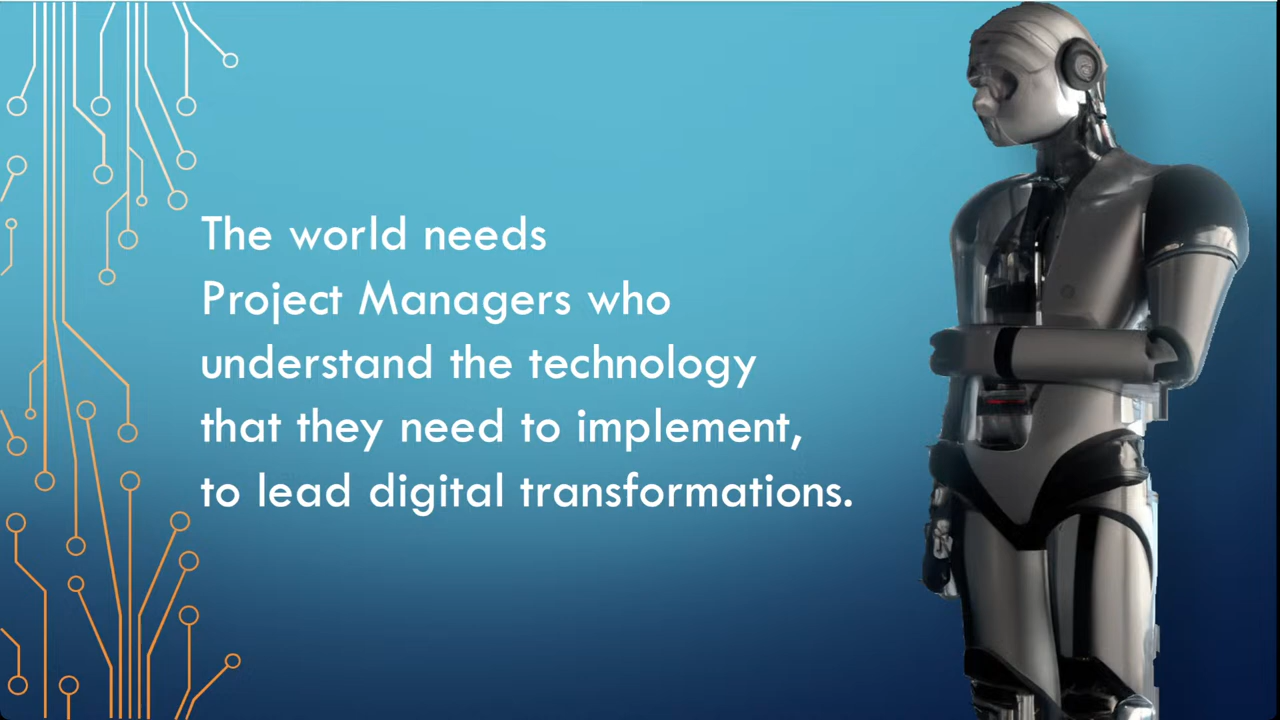 The world needs
Project Managers who
understand the technology
that they need to implement,
to lead digital transformations.